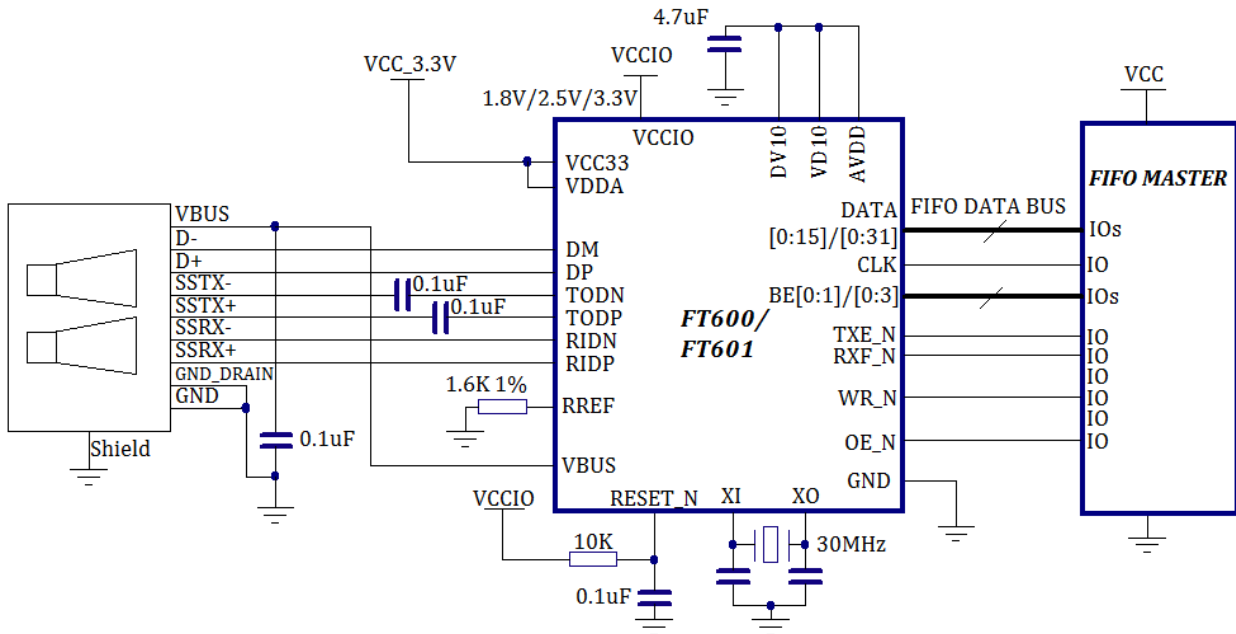 4.7uF
VCC_3.3V
VCCIO
1.8V/2.5V/3.3V
VCC
VCCIO
DV10
VD10
AVDD
VCC33
VDDA
FIFO MASTER
VBUS
D-
D+
SSTX-
SSTX+
SSRX-
SSRX+
GND_DRAIN
GND
Shield
0.1uF
0.1uF
0.1uF
DM
DP
TODN
TODP
RIDN
RIDP
1.6K 1%
RREF
VBUS
FT600/
FT601
DATA
[0:15]/[0:31]
CLK
BE[0:1]/[0:3]
TXE_N
RXF_N
WR_N
OE_N
GND
FIFO DATA BUS
IOs
IO
IOs
IO
IO
IO
IO
IO
IO
VCCIO
RESET_N
XI
XO
10K
0.1uF
30MHz